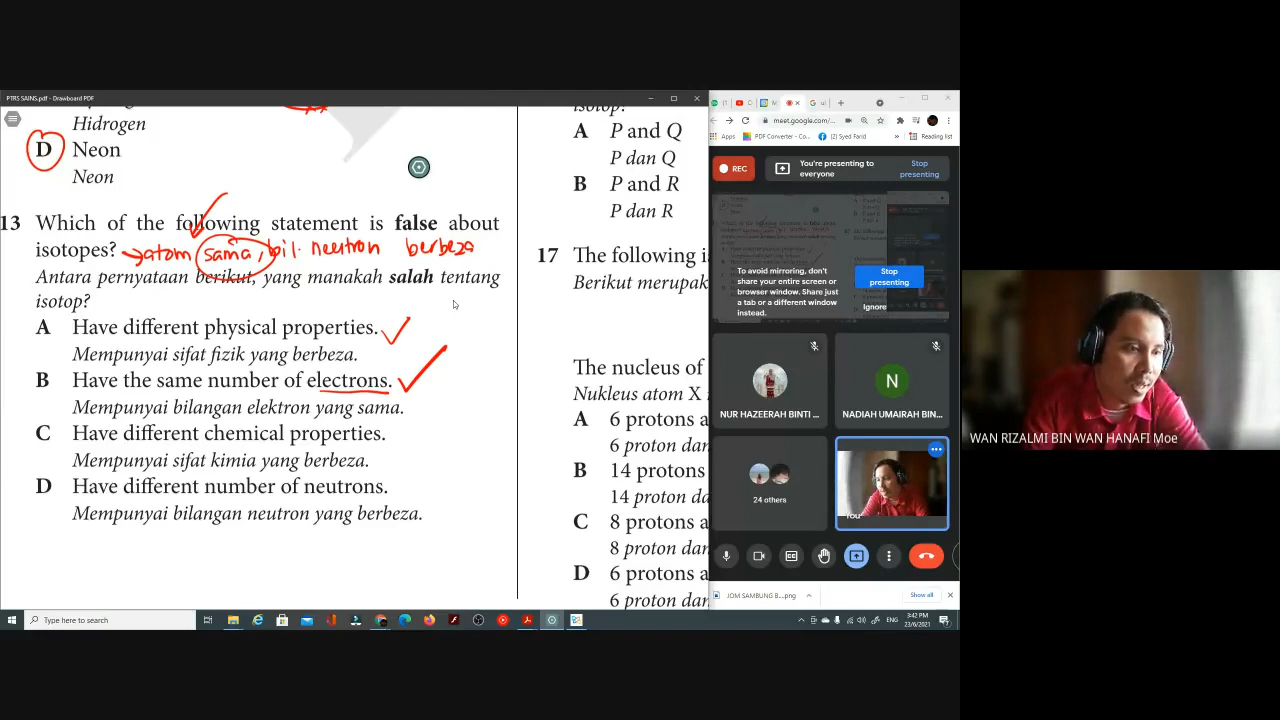 PTRS SAINS.pdf - Drawboard PDF
Hidrogen
D Neon
Neon
13 Which of the following statement is false about
isotopes? → atom sama, bil. neutron berbeza
Antara pernyataan berikut, yang manakah salah tentang
isotop?
A Have different physical properties.
Mempunyai sifat fizik yang berbeza.
B Have the same number of electrons.
Mempunyai bilangan elektron yang sama.
C Have different chemical properties.
Mempunyai sifat kimia yang berbeza.
D Have different number of neutrons.
Mempunyai bilangan neutron yang berbeza.
isotop?
A P and Q
P dan Q
B P and R
P dan R
17 The following i
Berikut merupak
The nucleus of
Nukleus atom X
A 6 protons a
6 proton dan
B 14 protons
14 proton da
C 8 protons a
8 proton dan
D 6 protons a
6 proton dan
meet.google.com/
Apps PDF Converter - Co... (2) Syed Farid » Reading list
REC
You're presenting to
everyone
Stop
presenting
To avoid mirroring, don't
share your entire screen or
browser window. Share just
a tab or a different window
instead.
Stop
presenting
Ignore
NUR HAZEERAH BINTI ...
N
NADIAH UMAIRAH BIN...
24 others
You
JOM SAMBUNG B....png
Show all
Type here to search
ENG
3:42 PM
23/6/2021
WAN RIZALMI BIN WAN HANAFI Moe